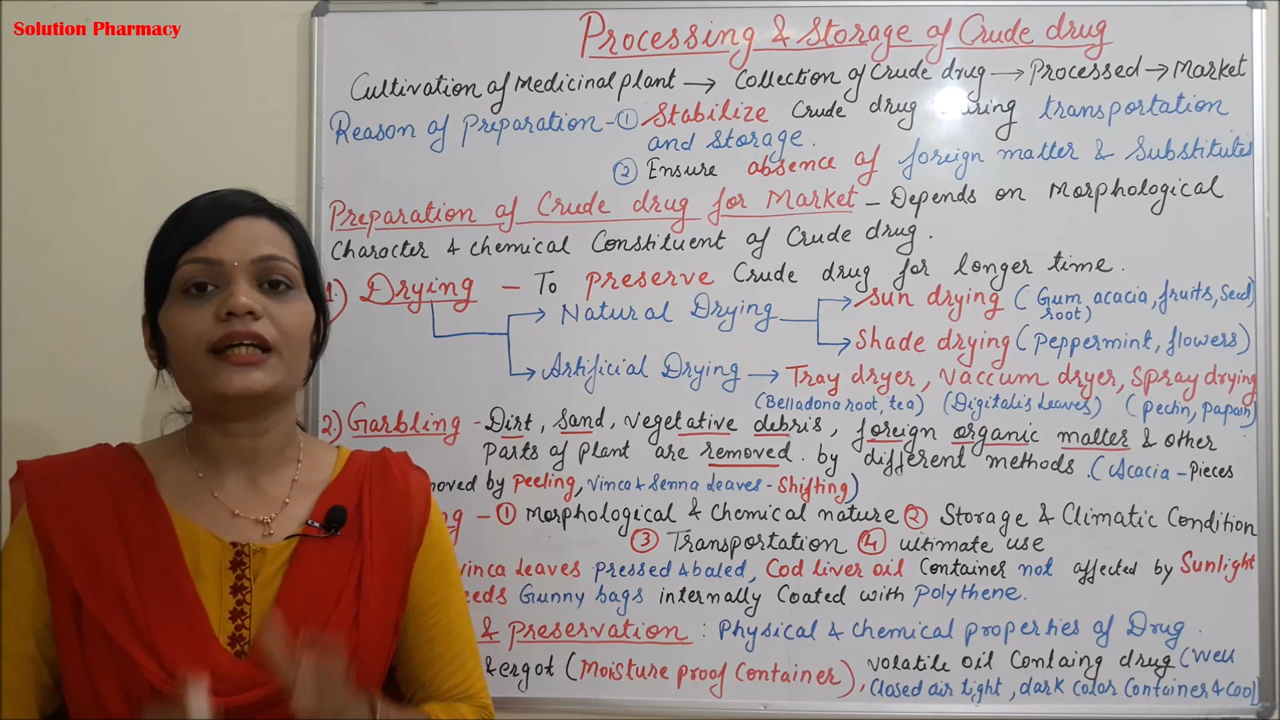 Solution Pharmacy
Processing & Storage of Crude drug
Cultivation of Medicinal plant → Collection of Crude drug → Processed → Market
Reason of Preparation - ① Stabilize Crude drug during transportation
and storage.
② Ensure absence of foreign matter & Substitutes
Preparation of Crude drug for Market - Depends on Morphological
Character & chemical Constituent of Crude drug.
1.) Drying - To preserve Crude drug for longer time.
Natural Drying → Sun drying (Gum acacia, fruits, Seed,
root)
Shade drying (Peppermint, flowers)
Artificial Drying → Tray dryer, Vaccum dryer, Spray drying
(Belladona root, tea) (Digitalis leaves) (Pectin, papain)
2.) Garbling - Dirt, Sand, vegetative debris, foreign organic matter & other
Parts of Plant are removed. by different methods. (Acacia - Pieces
moved by Peeling, Vinca & Senna Leaves - Shifting)
ng - ① Morphological & Chemical nature ② Storage & Climatic Condition
③ Transportation ④ ultimate use
Vinca leaves pressed & baled, Cod liver oil Container not affected by Sunlight
eeds Gunny bags internally Coated with Polythene.
& Preservation : Physical & chemical properties of Drug.
& ergot (Moisture proof Container), volatile oil Containg drug (Well
Closed air tight, dark color Container & Cool